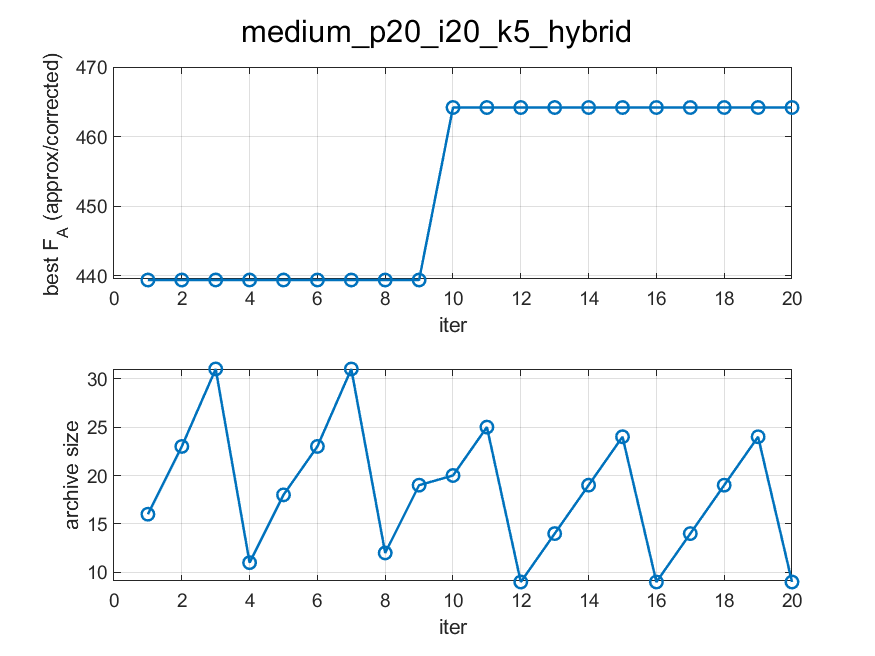 medium_p20_i20_k5_hybrid
best F_A (approx/corrected)
470
460
450
440
0 2 4 6 8 10 12 14 16 18 20
iter
archive size
30
25
20
15
10
0 2 4 6 8 10 12 14 16 18 20
iter